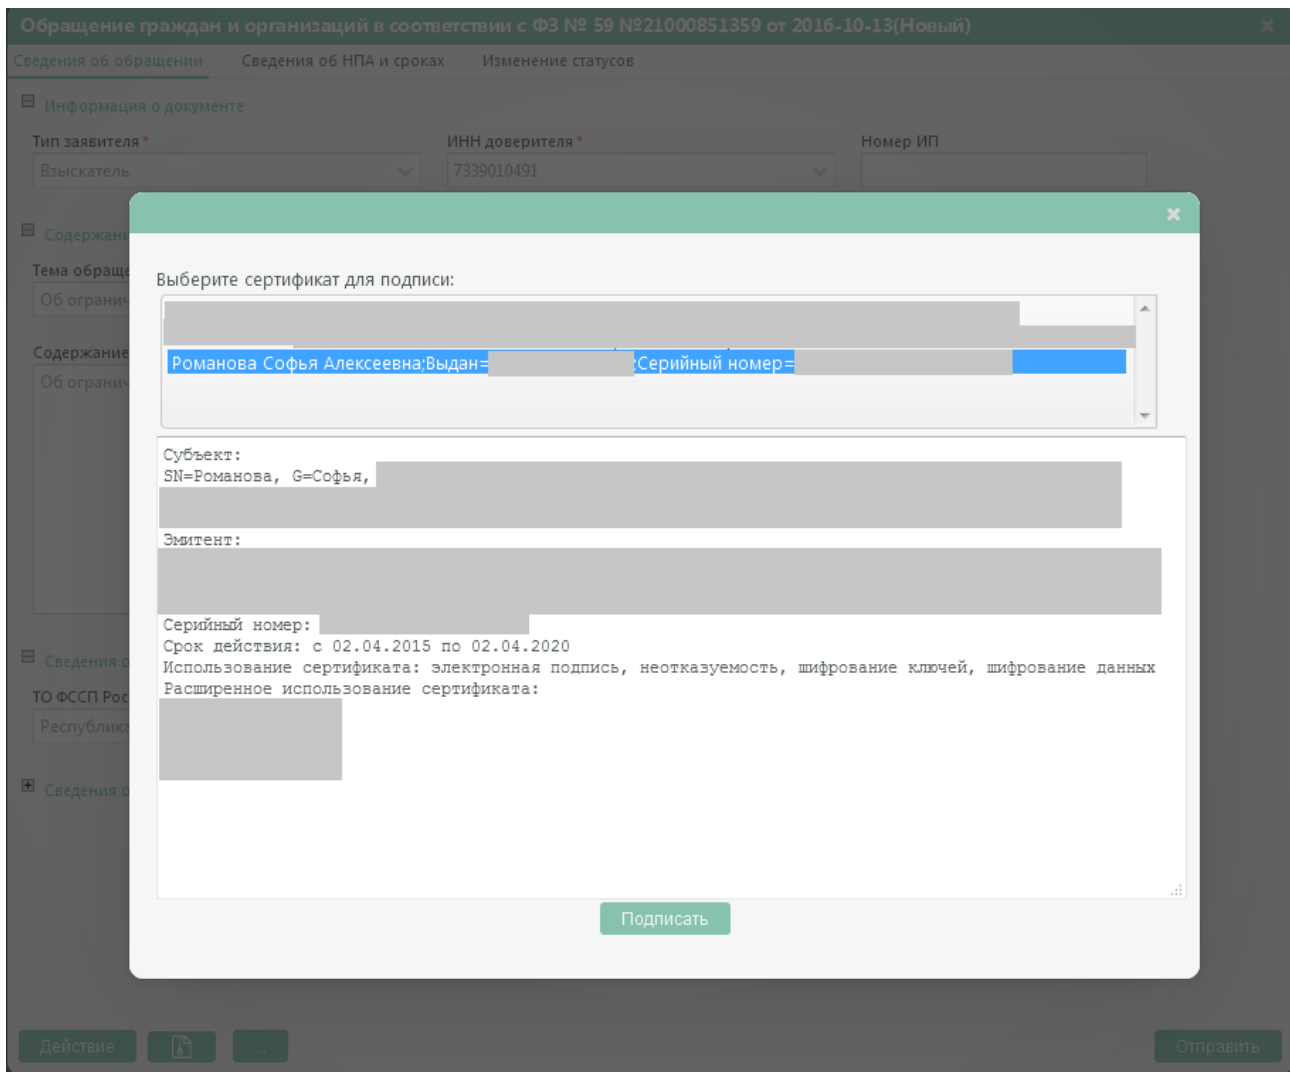 Обращение граждан и организаций в соответствии с ФЗ № 59 №21000851359 от 2016-10-13(Новый)
Сведения об обращении Сведения об НПА и сроках Изменение статусов
Информация о документе
Тип заявителя * ИНН доверителя * Номер ИП
Взыскатель 7339010491
Содержани
Тема обраще
Об огранич
Содержание
Об огранич
Выберите сертификат для подписи:
Романова Софья Алексеевна;Выдан= ;Серийный номер=
Субъект:
SN=Романова, G=Софья,
Эмитент:
Серийный номер:
Срок действия: с 02.04.2015 по 02.04.2020
Использование сертификата: электронная подпись, неотказуемость, шифрование ключей, шифрование данных
Расширенное использование сертификата:
Подписать
Сведения о
ТО ФССП Рос
Республика
Сведения о
Действие ... Отправить